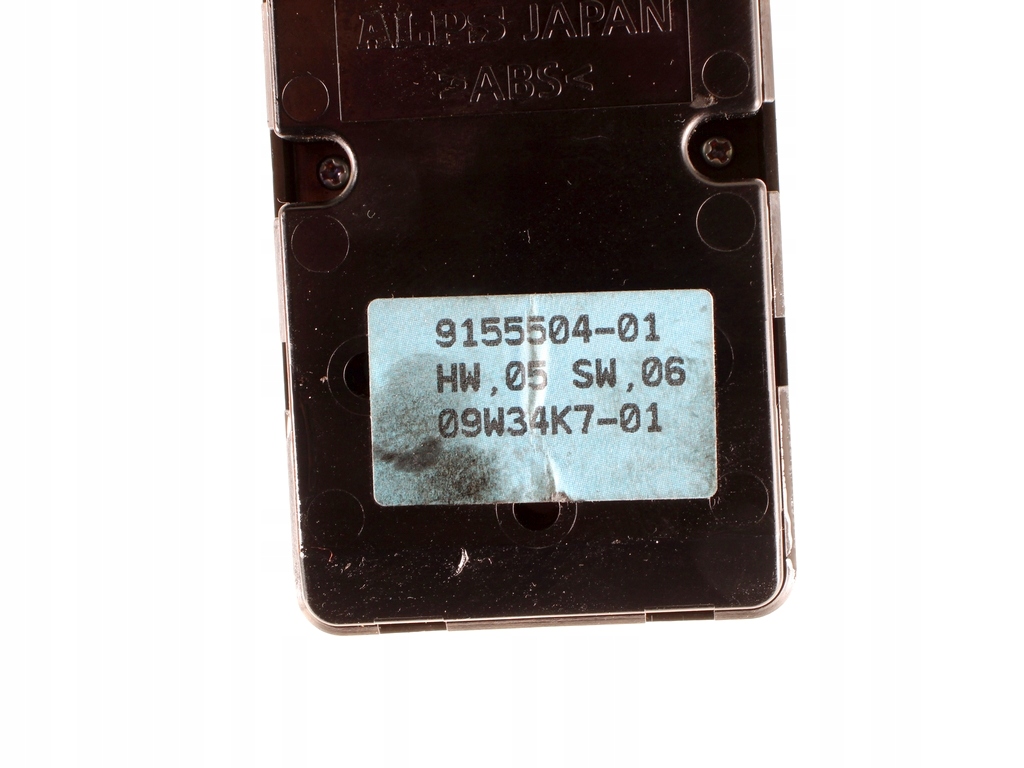 ALPS JAPAN
>ABS<
9155504-01
HW,05 SW,06
09W34K7-01